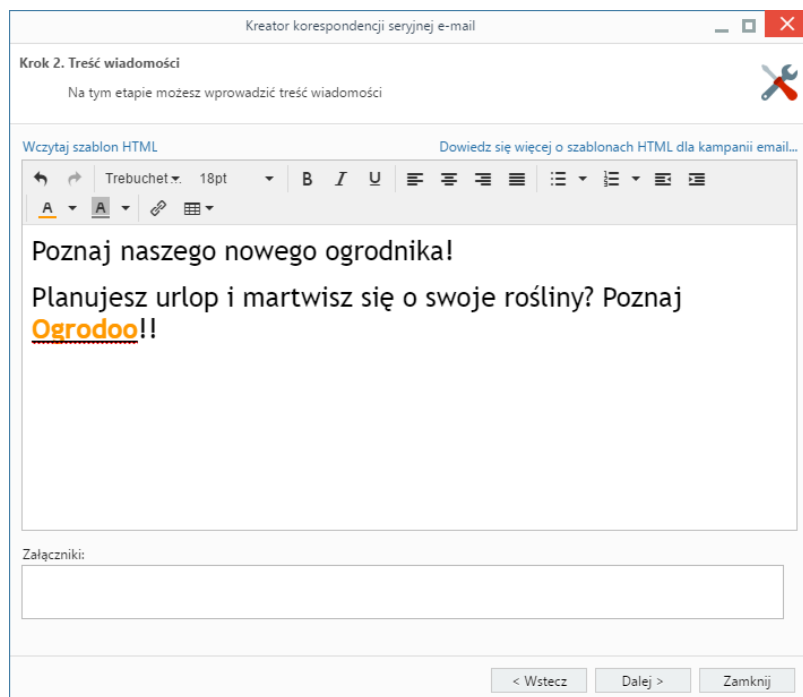 Kreator korespondencji seryjnej e-mail
Krok 2. Treść wiadomości
Na tym etapie możesz wprowadzić treść wiadomości
Wczytaj szablon HTML Dowiedz się więcej o szablonach HTML dla kampanii email...
Trebuchet... 18pt B I U
A A
Poznaj naszego nowego ogrodnika!
Planujesz urlop i martwisz się o swoje rośliny? Poznaj
Ogrodoo!!
Załączniki:
< Wstecz Dalej > Zamknij